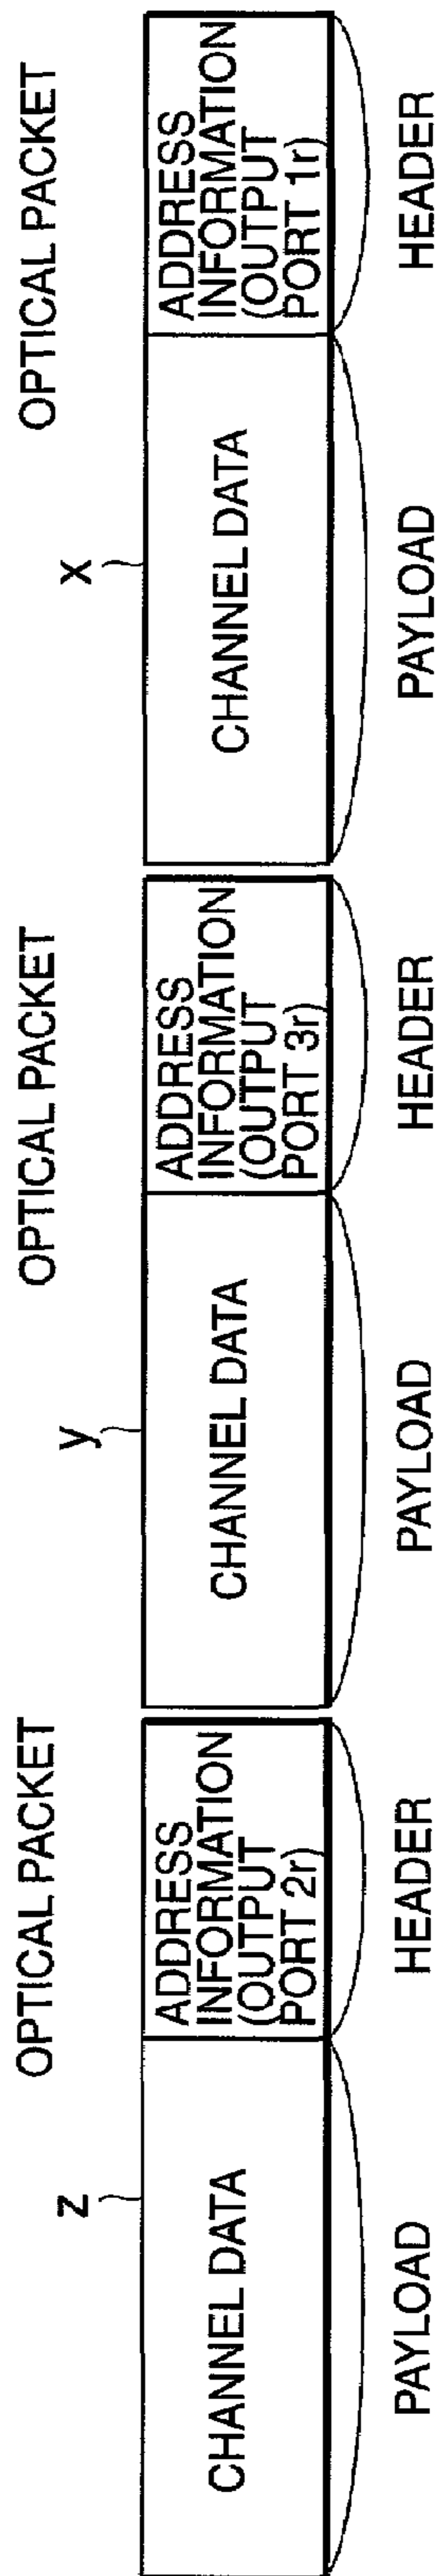 OPTICAL PACKET
z
CHANNEL DATA
ADDRESS
INFORMATION
(OUTPUT
PORT 2r)
PAYLOAD
HEADER
OPTICAL PACKET
y
CHANNEL DATA
ADDRESS
INFORMATION
(OUTPUT
PORT 3r)
PAYLOAD
HEADER
OPTICAL PACKET
x
CHANNEL DATA
ADDRESS
INFORMATION
(OUTPUT
PORT 1r)
PAYLOAD
HEADER